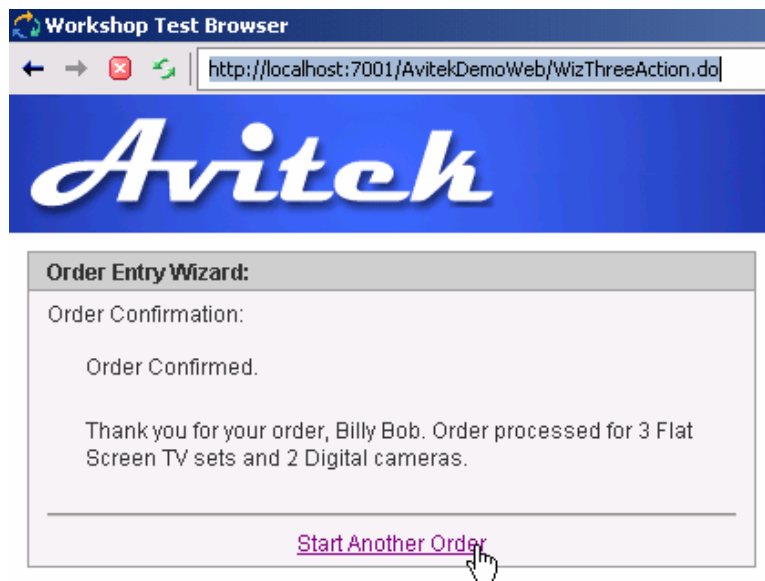 Workshop Test Browser
http://localhost:7001/AvitekDemoWeb/WizThreeAction.do
Avitek
Order Entry Wizard:
Order Confirmation:
Order Confirmed.
Thank you for your order, Billy Bob. Order processed for 3 Flat
Screen TV sets and 2 Digital cameras.
Start Another Order